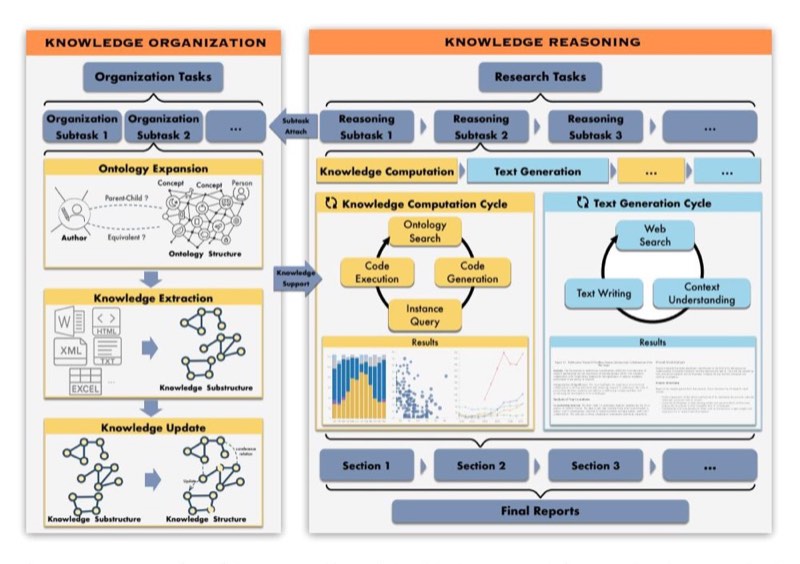 KNOWLEDGE ORGANIZATION
Organization Tasks
Organization
Subtask 1
Organization
Subtask 2
...
Ontology Expansion
Concept
Concept
Person
Parent-Child ?
Equivalent ?
Author
Ontology Structure
Knowledge Extraction
W
HTML
XML
TXT
EXCEL
...
Knowledge Substructure
Knowledge Update
Knowledge Substructure
Knowledge Structure
Subtask
Attach
Knowledge
Support
KNOWLEDGE REASONING
Research Tasks
Reasoning
Subtask 1
Reasoning
Subtask 2
Reasoning
Subtask 3
...
Knowledge Computation
Text Generation
...
...
Knowledge Computation Cycle
Ontology
Search
Code
Execution
Code
Generation
Instance
Query
Results
Text Generation Cycle
Web
Search
Text Writing
Context
Understanding
Results
Section 1
Section 2
Section 3
...
Final Reports